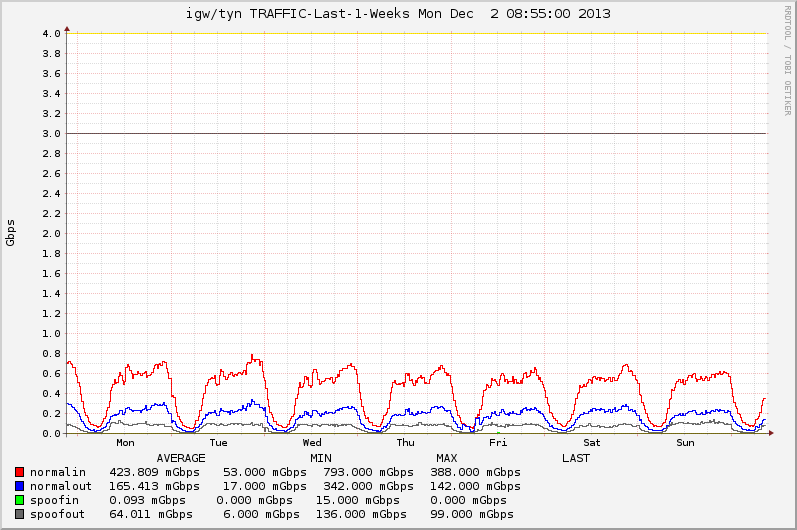 igw/tyn TRAFFIC-Last-1-Weeks Mon Dec  2 08:55:00 2013
RRDTOOL / TOBI OETIKER
Gbps
4.0
3.8
3.6
3.4
3.2
3.0
2.8
2.6
2.4
2.2
2.0
1.8
1.6
1.4
1.2
1.0
0.8
0.6
0.4
0.2
0.0
Mon Tue Wed Thu Fri Sat Sun
AVERAGE MIN MAX LAST
normalin 423.809 mGbps 53.000 mGbps 793.000 mGbps 388.000 mGbps
normalout 165.413 mGbps 17.000 mGbps 342.000 mGbps 142.000 mGbps
spoofin 0.093 mGbps 0.000 mGbps 15.000 mGbps 0.000 mGbps
spoofout 64.011 mGbps 6.000 mGbps 136.000 mGbps 99.000 mGbps